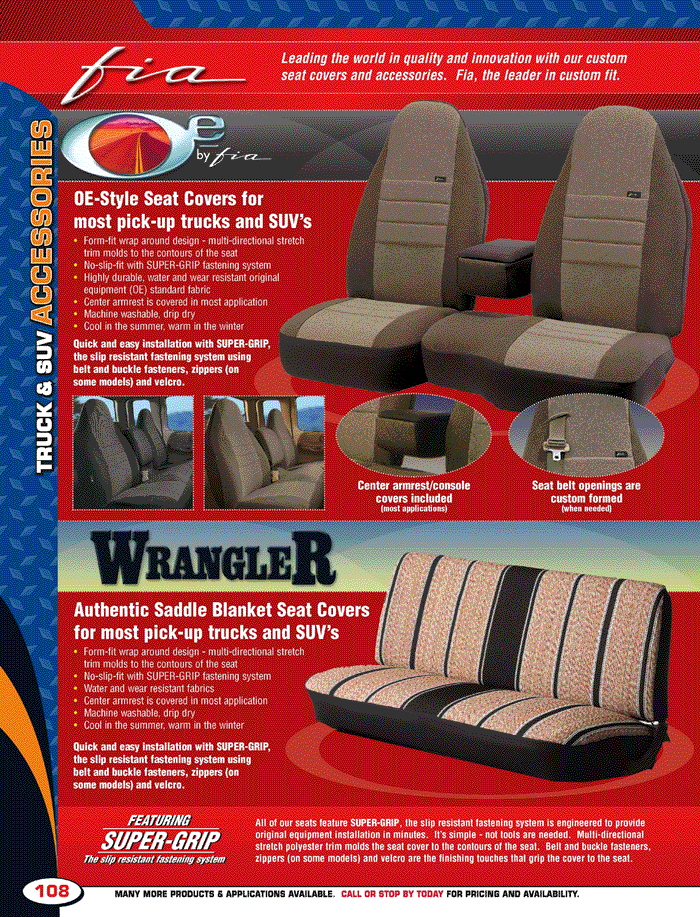 fia
Leading the world in quality and innovation with our custom
seat covers and accessories. Fia, the leader in custom fit.
Oe
by fia
TRUCK & SUV ACCESSORIES
OE-Style Seat Covers for
most pick-up trucks and SUV's
• Form-fit wrap around design - multi-directional stretch
trim molds to the contours of the seat
• No-slip-fit with SUPER-GRIP fastening system
• Highly durable, water and wear resistant original
equipment (OE) standard fabric
• Center armrest is covered in most application
• Machine washable, drip dry
• Cool in the summer, warm in the winter
Quick and easy installation with SUPER-GRIP,
the slip resistant fastening system using
belt and buckle fasteners, zippers (on
some models) and velcro.
Center armrest/console
covers included
(most applications)
Seat belt openings are
custom formed
(when needed)
WRANGLER
Authentic Saddle Blanket Seat Covers
for most pick-up trucks and SUV's
• Form-fit wrap around design - multi-directional stretch
trim molds to the contours of the seat
• No-slip-fit with SUPER-GRIP fastening system
• Water and wear resistant fabrics
• Center armrest is covered in most application
• Machine washable, drip dry
• Cool in the summer, warm in the winter
Quick and easy installation with SUPER-GRIP,
the slip resistant fastening system using
belt and buckle fasteners, zippers (on
some models) and velcro.
FEATURING
SUPER-GRIP
The slip resistant fastening system
All of our seats feature SUPER-GRIP, the slip resistant fastening system is engineered to provide
original equipment installation in minutes. It's simple - not tools are needed. Multi-directional
stretch polyester trim molds the seat cover to the contours of the seat. Belt and buckle fasteners,
zippers (on some models) and velcro are the finishing touches that grip the cover to the seat.
108
MANY MORE PRODUCTS & APPLICATIONS AVAILABLE. CALL OR STOP BY TODAY FOR PRICING AND AVAILABILITY.